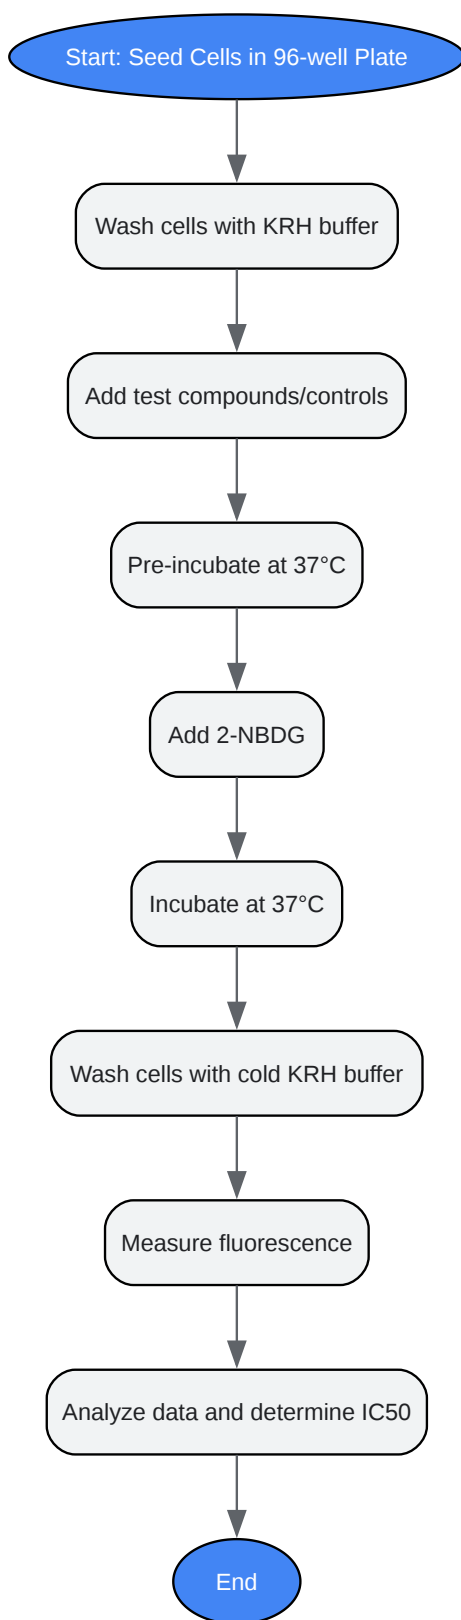 Start: Seed Cells in 96-well Plate
Wash cells with KRH buffer
Add test compounds/controls
Pre-incubate at 37°C
Add 2-NBDG
Incubate at 37°C
Wash cells with cold KRH buffer
Measure fluorescence
Analyze data and determine IC50
End